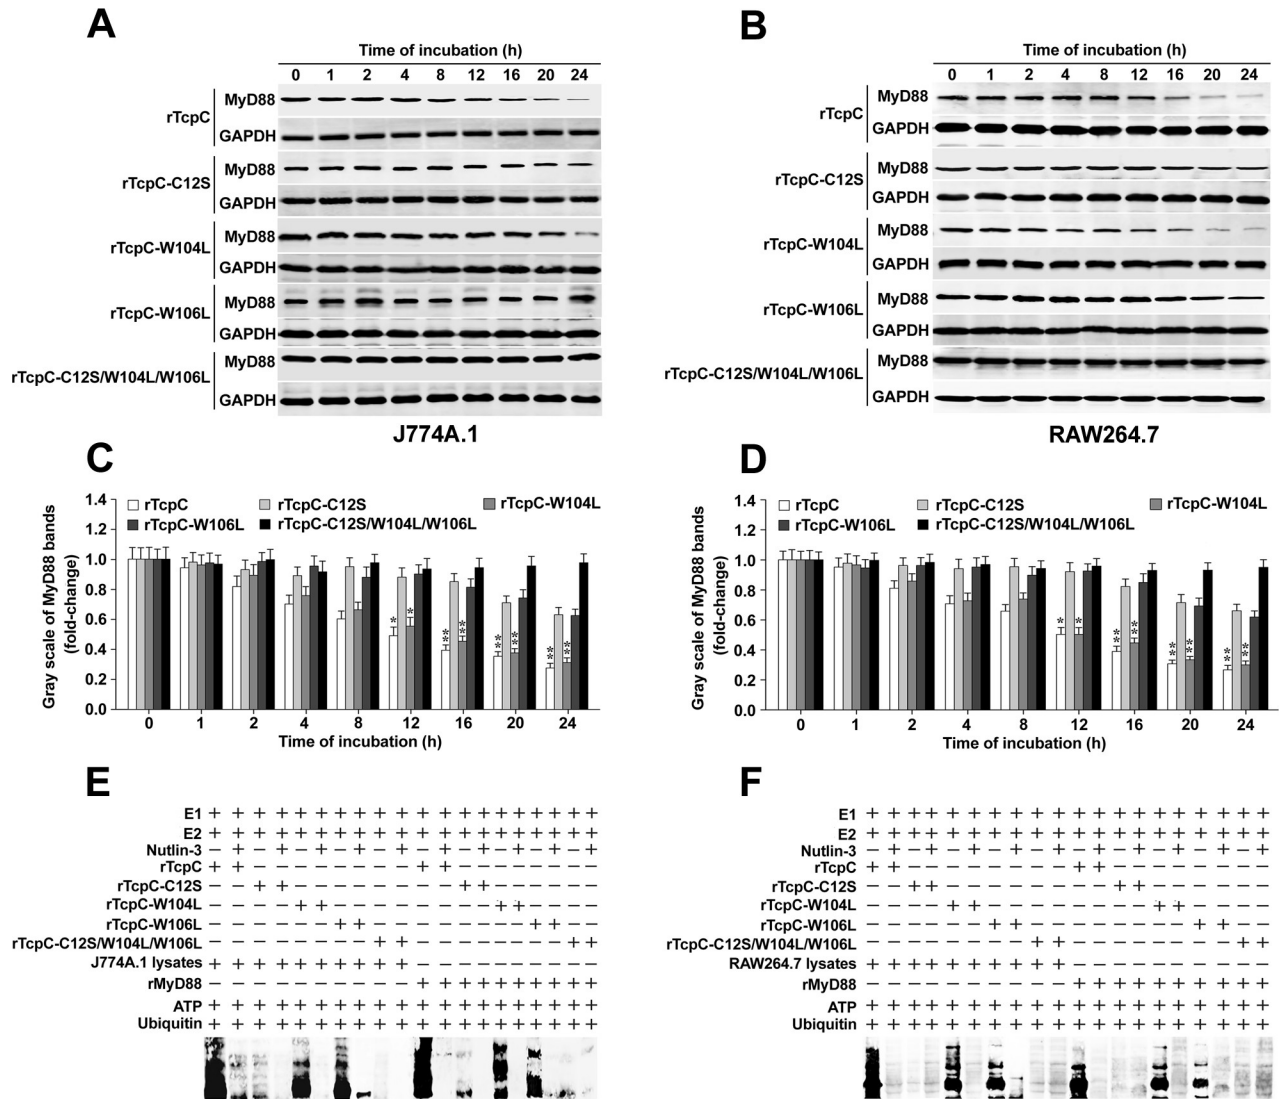 A
Time of incubation (h)
0 1 2 4 8 12 16 20 24
rTcpC
MyD88
GAPDH
rTcpC-C12S
MyD88
GAPDH
rTcpC-W104L
MyD88
GAPDH
rTcpC-W106L
MyD88
GAPDH
rTcpC-C12S/W104L/W106L
MyD88
GAPDH
J774A.1
B
Time of incubation (h)
0 1 2 4 8 12 16 20 24
rTcpC
MyD88
GAPDH
rTcpC-C12S
MyD88
GAPDH
rTcpC-W104L
MyD88
GAPDH
rTcpC-W106L
MyD88
GAPDH
rTcpC-C12S/W104L/W106L
MyD88
GAPDH
RAW264.7
C
Gray scale of MyD88 bands
(fold-change)
1.4
1.2
1.0
0.8
0.6
0.4
0.2
0.0
rTcpC rTcpC-C12S rTcpC-W104L
rTcpC-W106L rTcpC-C12S/W104L/W106L
* * ** ** ** ** ** **
0 1 2 4 8 12 16 20 24
Time of incubation (h)
D
Gray scale of MyD88 bands
(fold-change)
1.4
1.2
1.0
0.8
0.6
0.4
0.2
0.0
rTcpC rTcpC-C12S rTcpC-W104L
rTcpC-W106L rTcpC-C12S/W104L/W106L
* * ** ** ** ** ** **
0 1 2 4 8 12 16 20 24
Time of incubation (h)
E
E1 + + + + + + + + + + + + + + + + + + + +
E2 + + + + + + + + + + + + + + + + + + + +
Nutlin-3 − + − + − + − + − + − + − + − + − + − +
rTcpC + + − − − − − − − − + + − − − − − − − −
rTcpC-C12S − − + + − − − − − − − − + + − − − − − −
rTcpC-W104L − − − − + + − − − − − − − − + + − − − −
rTcpC-W106L − − − − − − + + − − − − − − − − + + − −
rTcpC-C12S/W104L/W106L − − − − − − − − + + − − − − − − − − + +
J774A.1 lysates + + + + + + + + + + − − − − − − − − − −
rMyD88 − − − − − − − − − − + + + + + + + + + +
ATP + + + + + + + + + + + + + + + + + + + +
Ubiquitin + + + + + + + + + + + + + + + + + + + +
F
E1 + + + + + + + + + + + + + + + + + + + +
E2 + + + + + + + + + + + + + + + + + + + +
Nutlin-3 − + − + − + − + − + − + − + − + − + − +
rTcpC + + − − − − − − − − + + − − − − − − − −
rTcpC-C12S − − + + − − − − − − − − + + − − − − − −
rTcpC-W104L − − − − + + − − − − − − − − + + − − − −
rTcpC-W106L − − − − − − + + − − − − − − − − + + − −
rTcpC-C12S/W104L/W106L − − − − − − − − + + − − − − − − − − + +
RAW264.7 lysates + + + + + + + + + + − − − − − − − − − −
rMyD88 − − − − − − − − − − + + + + + + + + + +
ATP + + + + + + + + + + + + + + + + + + + +
Ubiquitin + + + + + + + + + + + + + + + + + + + +